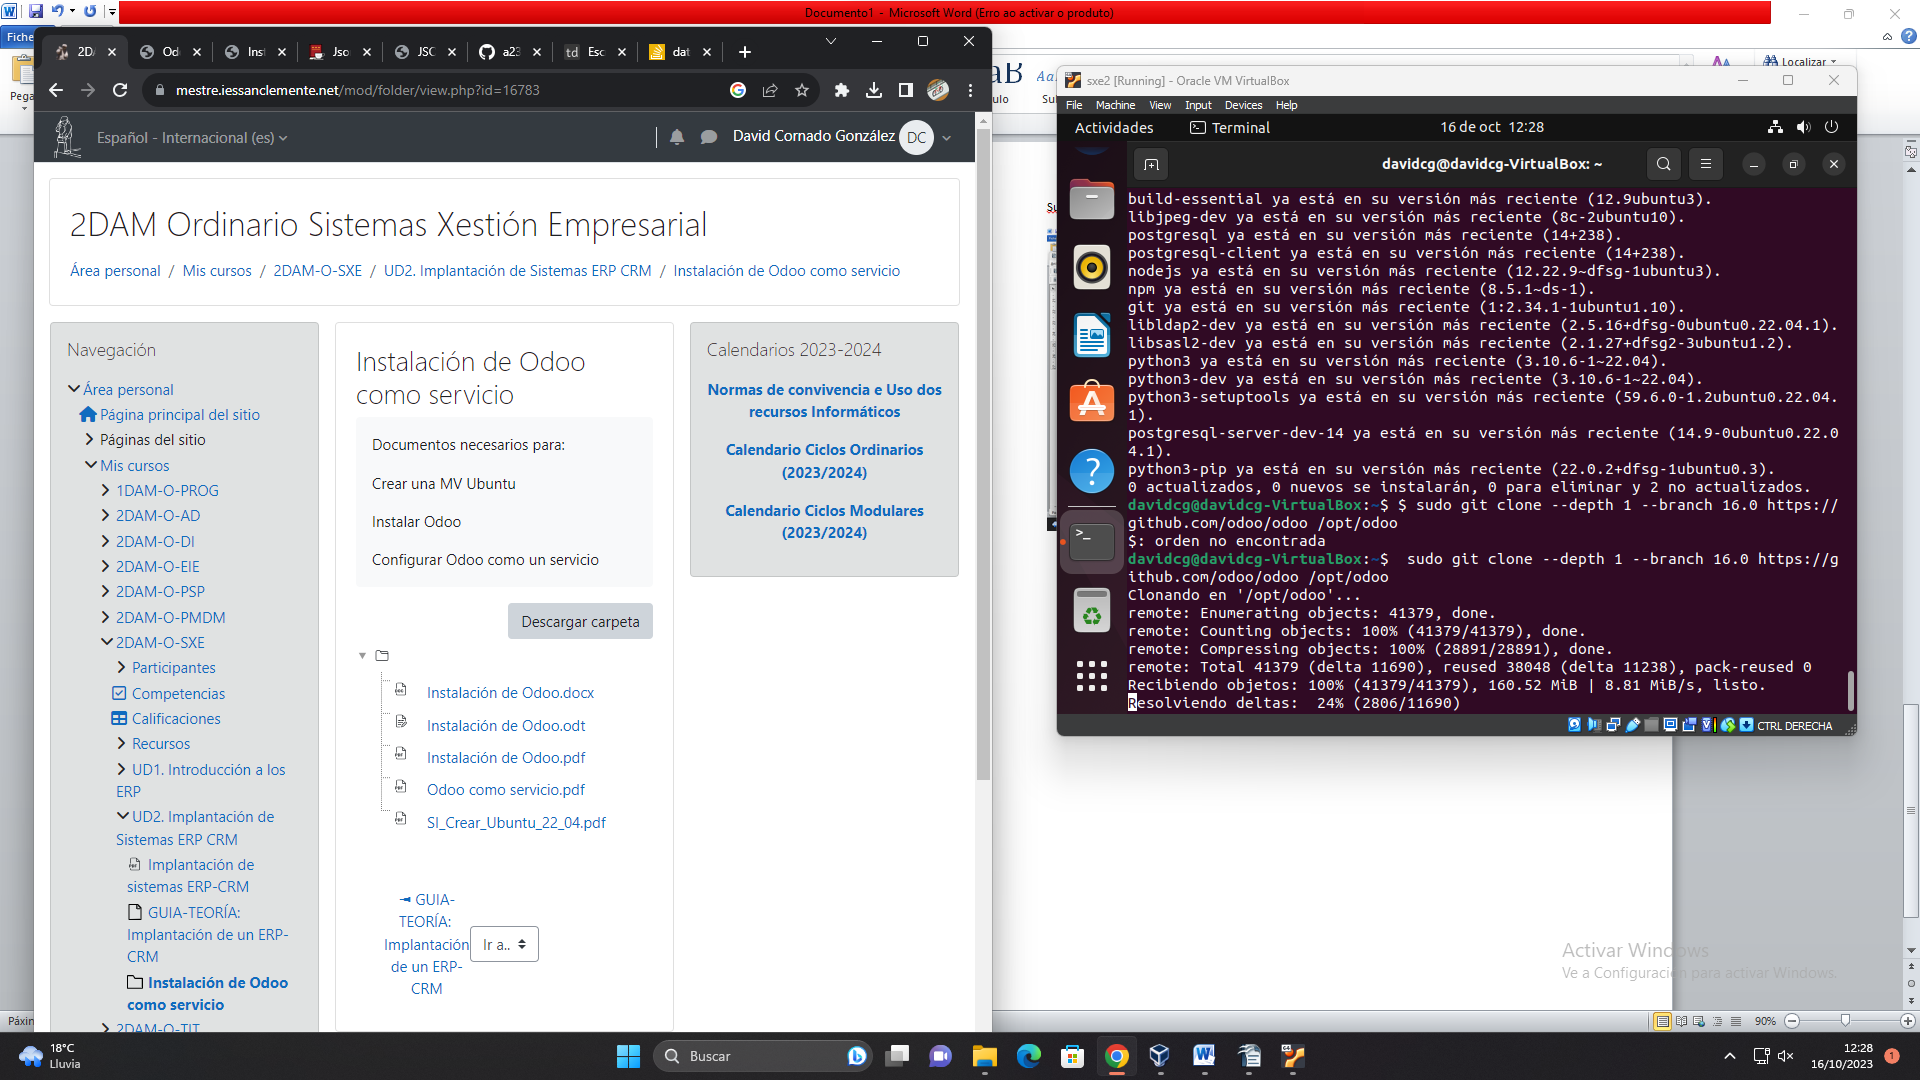 Documento1 - Microsoft Word (Erro ao activar o produto)
Fiche
Pega
Localizar
2D
Od
Ins
Jso
JSC
a23
Esc
dat
mestre.iessanclemente.net/mod/folder/view.php?id=16783
Español - Internacional (es)
David Cornado González
DC
2DAM Ordinario Sistemas Xestión Empresarial
Área personal / Mis cursos / 2DAM-O-SXE / UD2. Implantación de Sistemas ERP CRM / Instalación de Odoo como servicio
Navegación
Área personal
Página principal del sitio
Páginas del sitio
Mis cursos
1DAM-O-PROG
2DAM-O-AD
2DAM-O-DI
2DAM-O-EIE
2DAM-O-PSP
2DAM-O-PMDM
2DAM-O-SXE
Participantes
Competencias
Calificaciones
Recursos
UD1. Introducción a los
ERP
UD2. Implantación de
Sistemas ERP CRM
Implantación de
sistemas ERP-CRM
GUIA-TEORÍA:
Implantación de un ERP-
CRM
Instalación de Odoo
como servicio
2DAM-O-TIT
Instalación de Odoo
como servicio
Documentos necesarios para:
Crear una MV Ubuntu
Instalar Odoo
Configurar Odoo como un servicio
Descargar carpeta
Instalación de Odoo.docx
Instalación de Odoo.odt
Instalación de Odoo.pdf
Odoo como servicio.pdf
SI_Crear_Ubuntu_22_04.pdf
GUIA-
TEORÍA:
Implantación
de un ERP-
CRM
Ir a..
Calendarios 2023-2024
Normas de convivencia e Uso dos
recursos Informáticos
Calendario Ciclos Ordinarios
(2023/2024)
Calendario Ciclos Modulares
(2023/2024)
sxe2 [Running] - Oracle VM VirtualBox
File Machine View Input Devices Help
Actividades Terminal 16 de oct 12:28
davidcg@davidcg-VirtualBox: ~
build-essential ya está en su versión más reciente (12.9ubuntu3).
libjpeg-dev ya está en su versión más reciente (8c-2ubuntu10).
postgresql ya está en su versión más reciente (14+238).
postgresql-client ya está en su versión más reciente (14+238).
nodejs ya está en su versión más reciente (12.22.9~dfsg-1ubuntu3).
npm ya está en su versión más reciente (8.5.1~ds-1).
git ya está en su versión más reciente (1:2.34.1-1ubuntu1.10).
libldap2-dev ya está en su versión más reciente (2.5.16+dfsg-0ubuntu0.22.04.1).
libsasl2-dev ya está en su versión más reciente (2.1.27+dfsg2-3ubuntu1.2).
python3 ya está en su versión más reciente (3.10.6-1~22.04).
python3-dev ya está en su versión más reciente (3.10.6-1~22.04).
python3-setuptools ya está en su versión más reciente (59.6.0-1.2ubuntu0.22.04.
1).
postgresql-server-dev-14 ya está en su versión más reciente (14.9-0ubuntu0.22.0
4.1).
python3-pip ya está en su versión más reciente (22.0.2+dfsg-1ubuntu0.3).
0 actualizados, 0 nuevos se instalarán, 0 para eliminar y 2 no actualizados.
davidcg@davidcg-VirtualBox:~$ $ sudo git clone --depth 1 --branch 16.0 https://
github.com/odoo/odoo /opt/odoo
$: orden no encontrada
davidcg@davidcg-VirtualBox:~$  sudo git clone --depth 1 --branch 16.0 https://g
ithub.com/odoo/odoo /opt/odoo
Clonando en '/opt/odoo'...
remote: Enumerating objects: 41379, done.
remote: Counting objects: 100% (41379/41379), done.
remote: Compressing objects: 100% (28891/28891), done.
remote: Total 41379 (delta 11690), reused 38048 (delta 11238), pack-reused 0
Recibiendo objetos: 100% (41379/41379), 160.52 MiB | 8.81 MiB/s, listo.
Resolviendo deltas:  24% (2806/11690)
CTRL DERECHA
Activar Windows
Ve a Configuración para activar Windows.
Páxin
90%
18°C
Lluvia
Buscar
12:28
16/10/2023
1